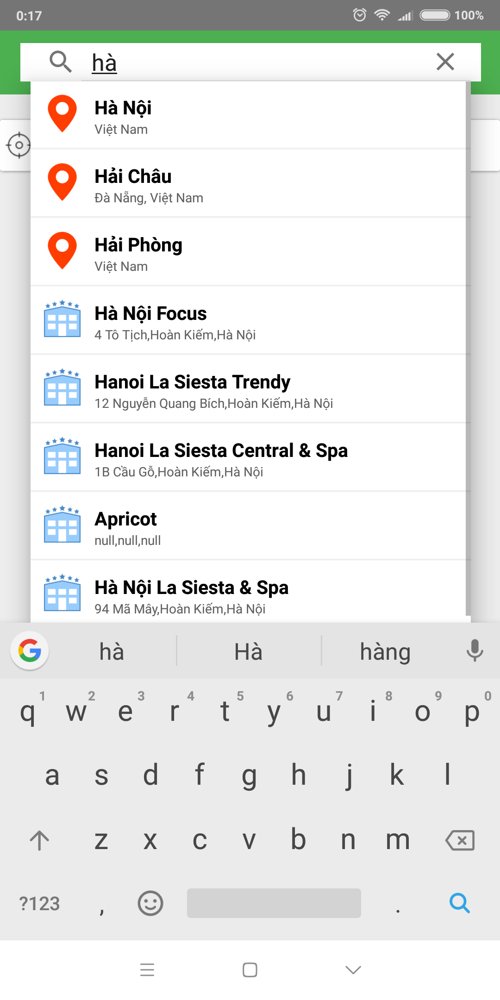 0:17
100%
hà
Hà Nội
Việt Nam
Hải Châu
Đà Nẵng, Việt Nam
Hải Phòng
Việt Nam
Hà Nội Focus
4 Tô Tịch,Hoàn Kiếm,Hà Nội
Hanoi La Siesta Trendy
12 Nguyễn Quang Bích,Hoàn Kiếm,Hà Nội
Hanoi La Siesta Central & Spa
1B Cầu Gỗ,Hoàn Kiếm,Hà Nội
Apricot
null,null,null
Hà Nội La Siesta & Spa
94 Mã Mây,Hoàn Kiếm,Hà Nội
G hà Hà hàng
1 2 3 4 5 6 7 8 9 0
q w e r t y u i o p
a s d f g h j k l
z x c v b n m
?123 , .